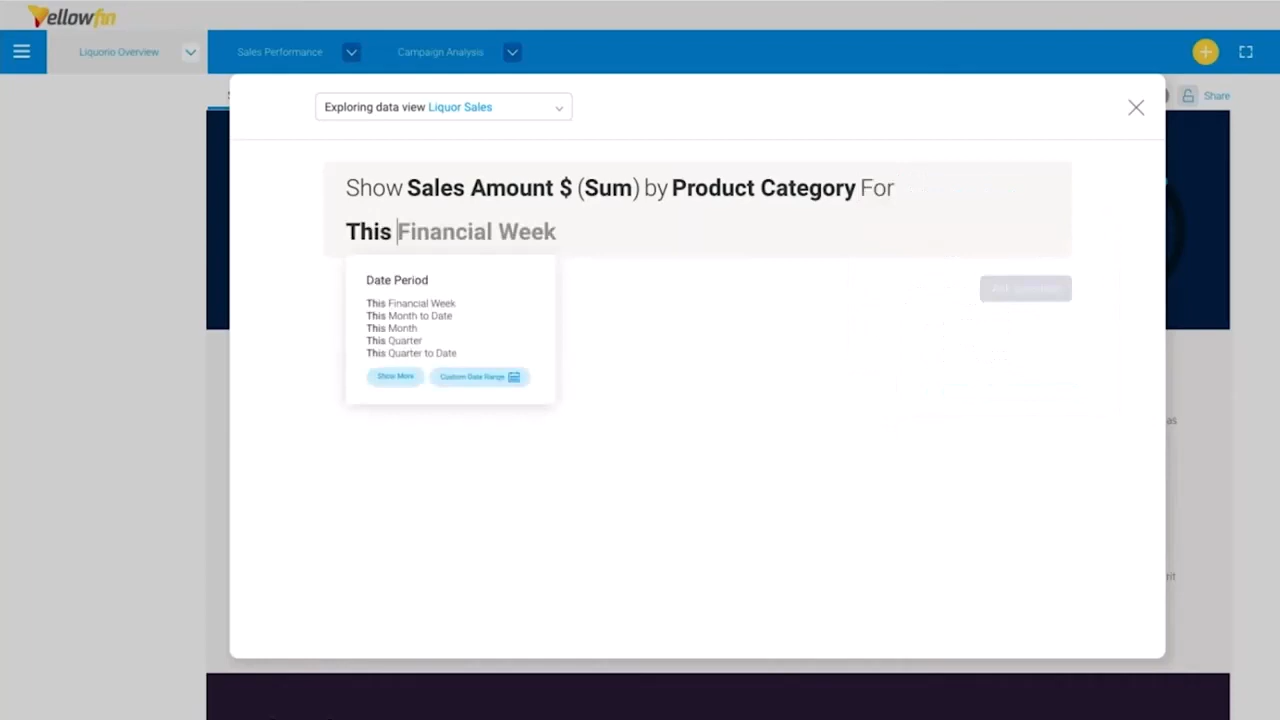 Yellowfin
Liquorio Overview
Sales Performance
Campaign Analysis
Share
Exploring data view Liquor Sales
Show Sales Amount $ (Sum) by Product Category For
This Financial Week
Date Period
This Financial Week
This Month to Date
This Month
This Quarter
This Quarter to Date
Show More
Custom Date Range
as
rit